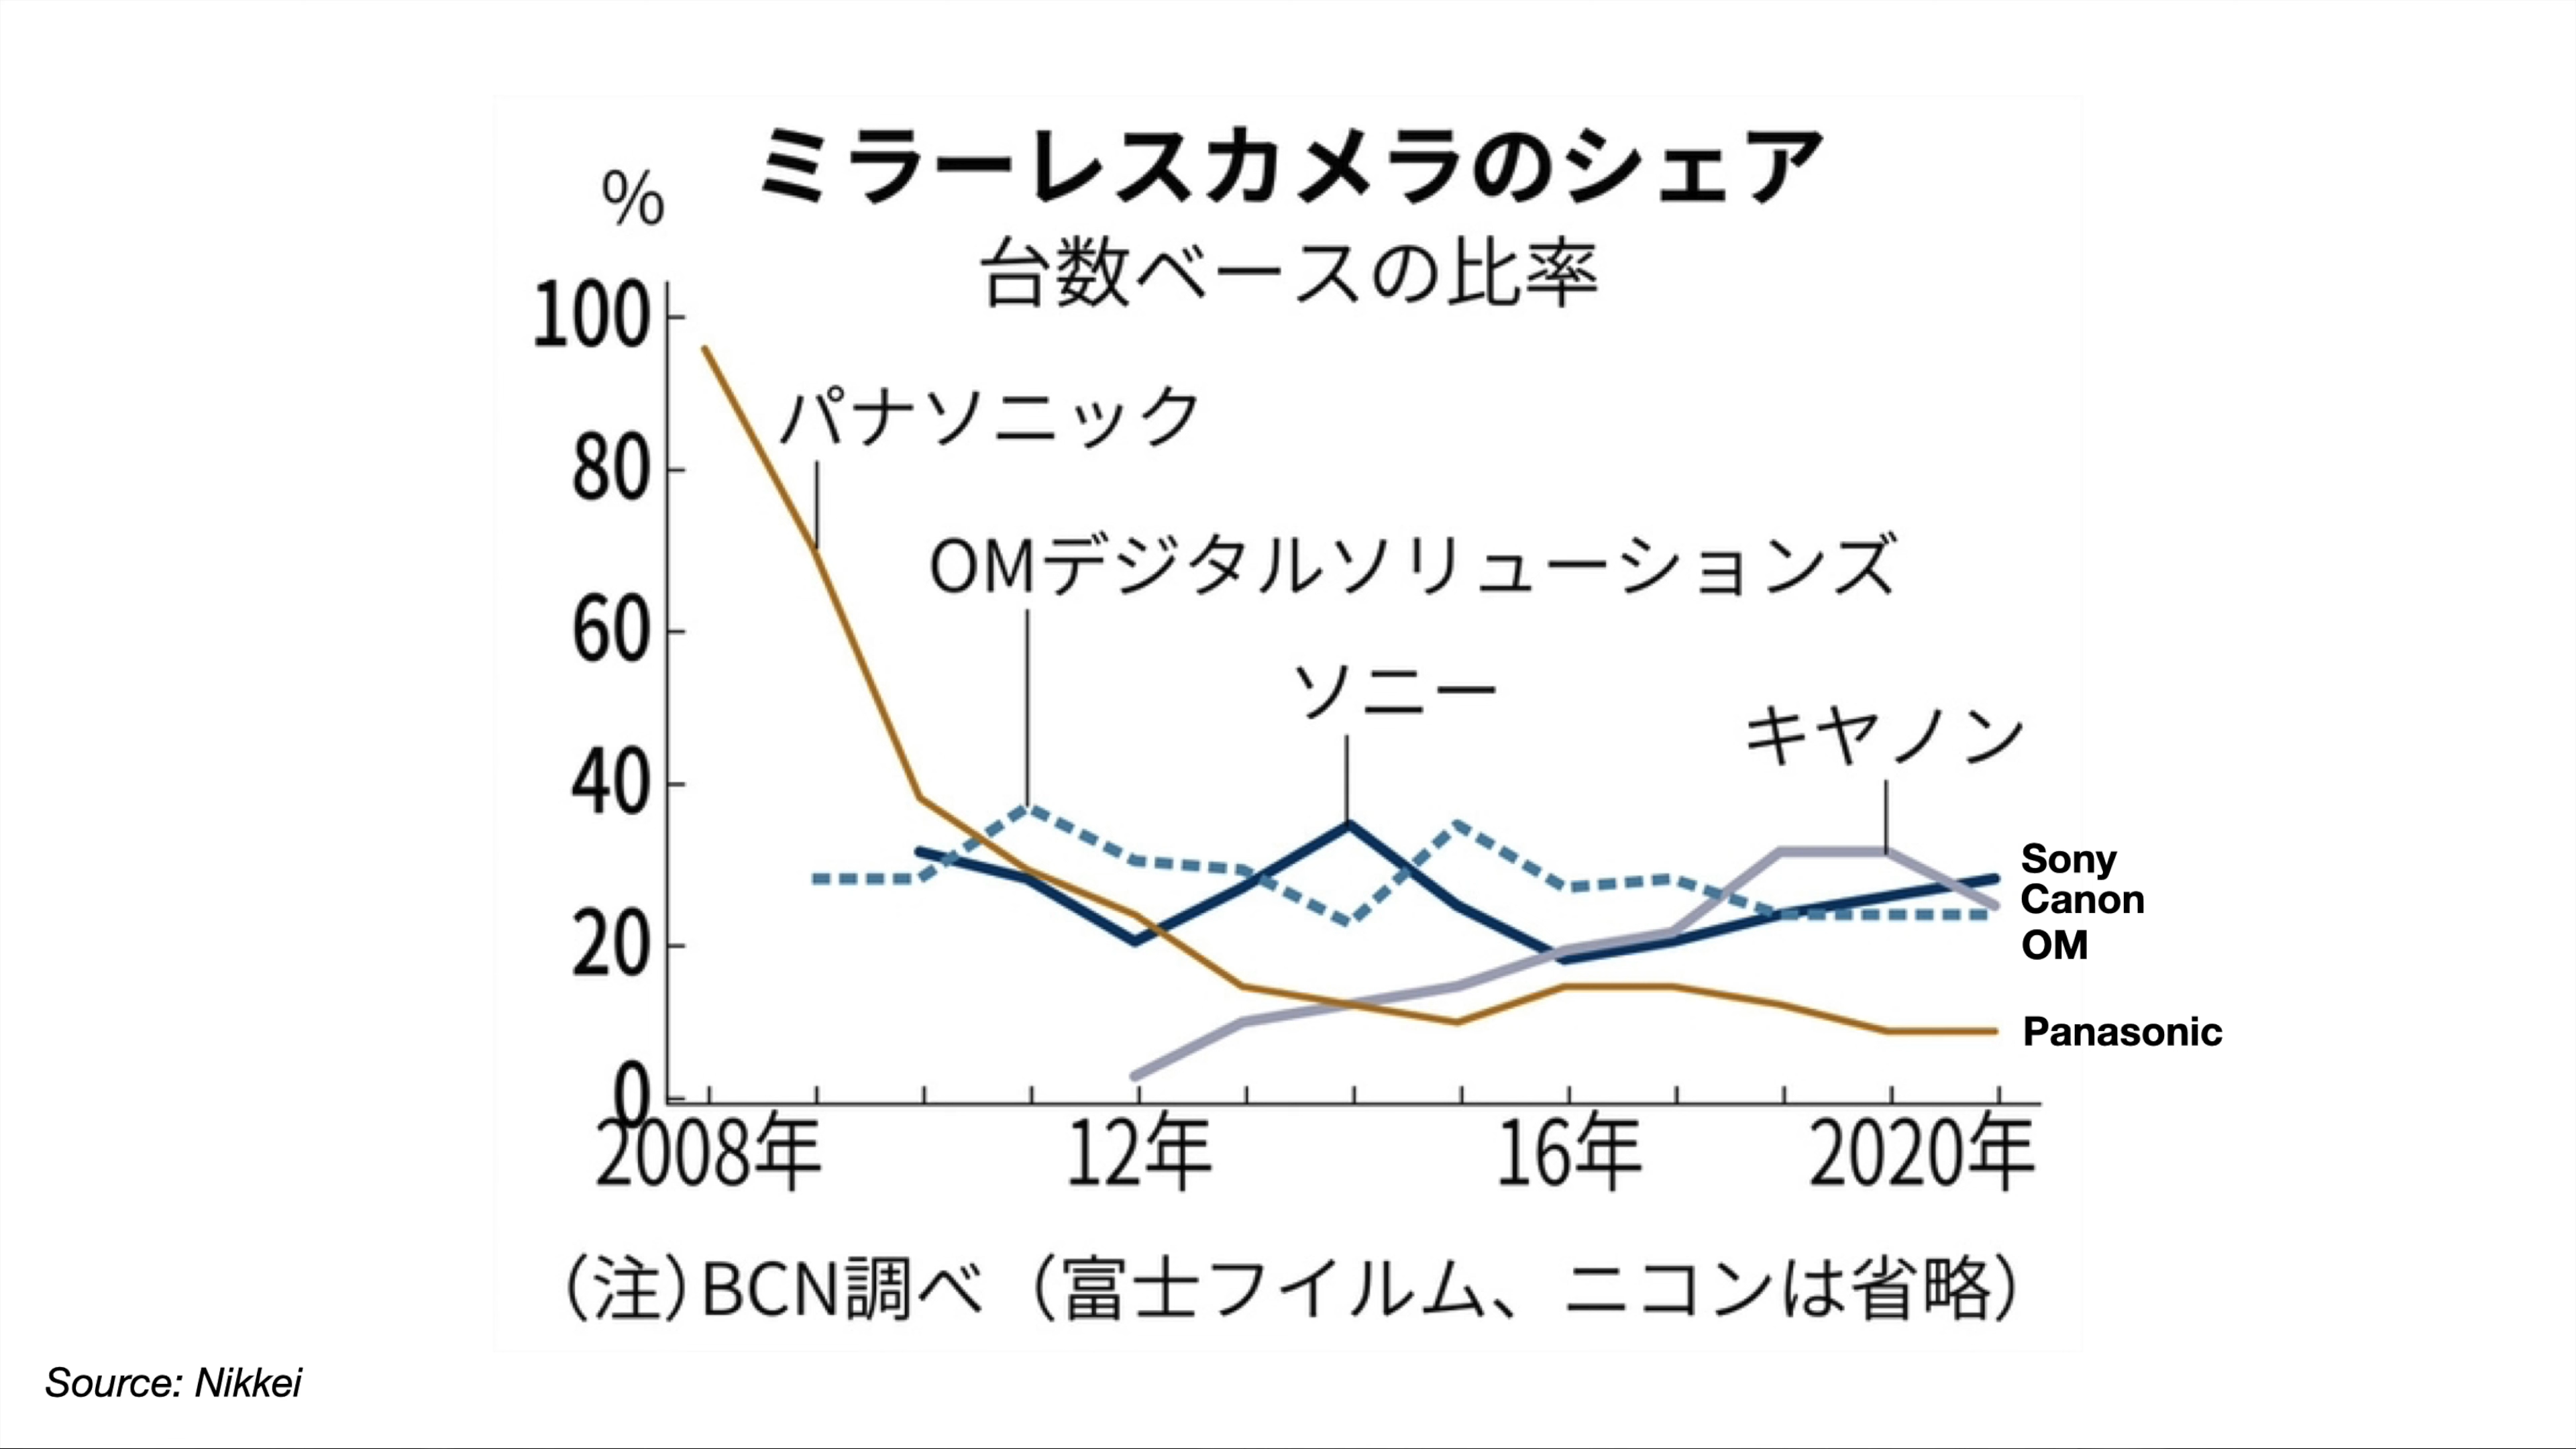 ミラーレスカメラのシェア
%
台数ベースの比率
100
80
60
40
20
0
パナソニック
OMデジタルソリューションズ
ソニー
キヤノン
Sony
Canon
OM
Panasonic
2008年 12年 16年 2020年
(注)BCN調べ (富士フイルム、ニコンは省略)
Source: Nikkei